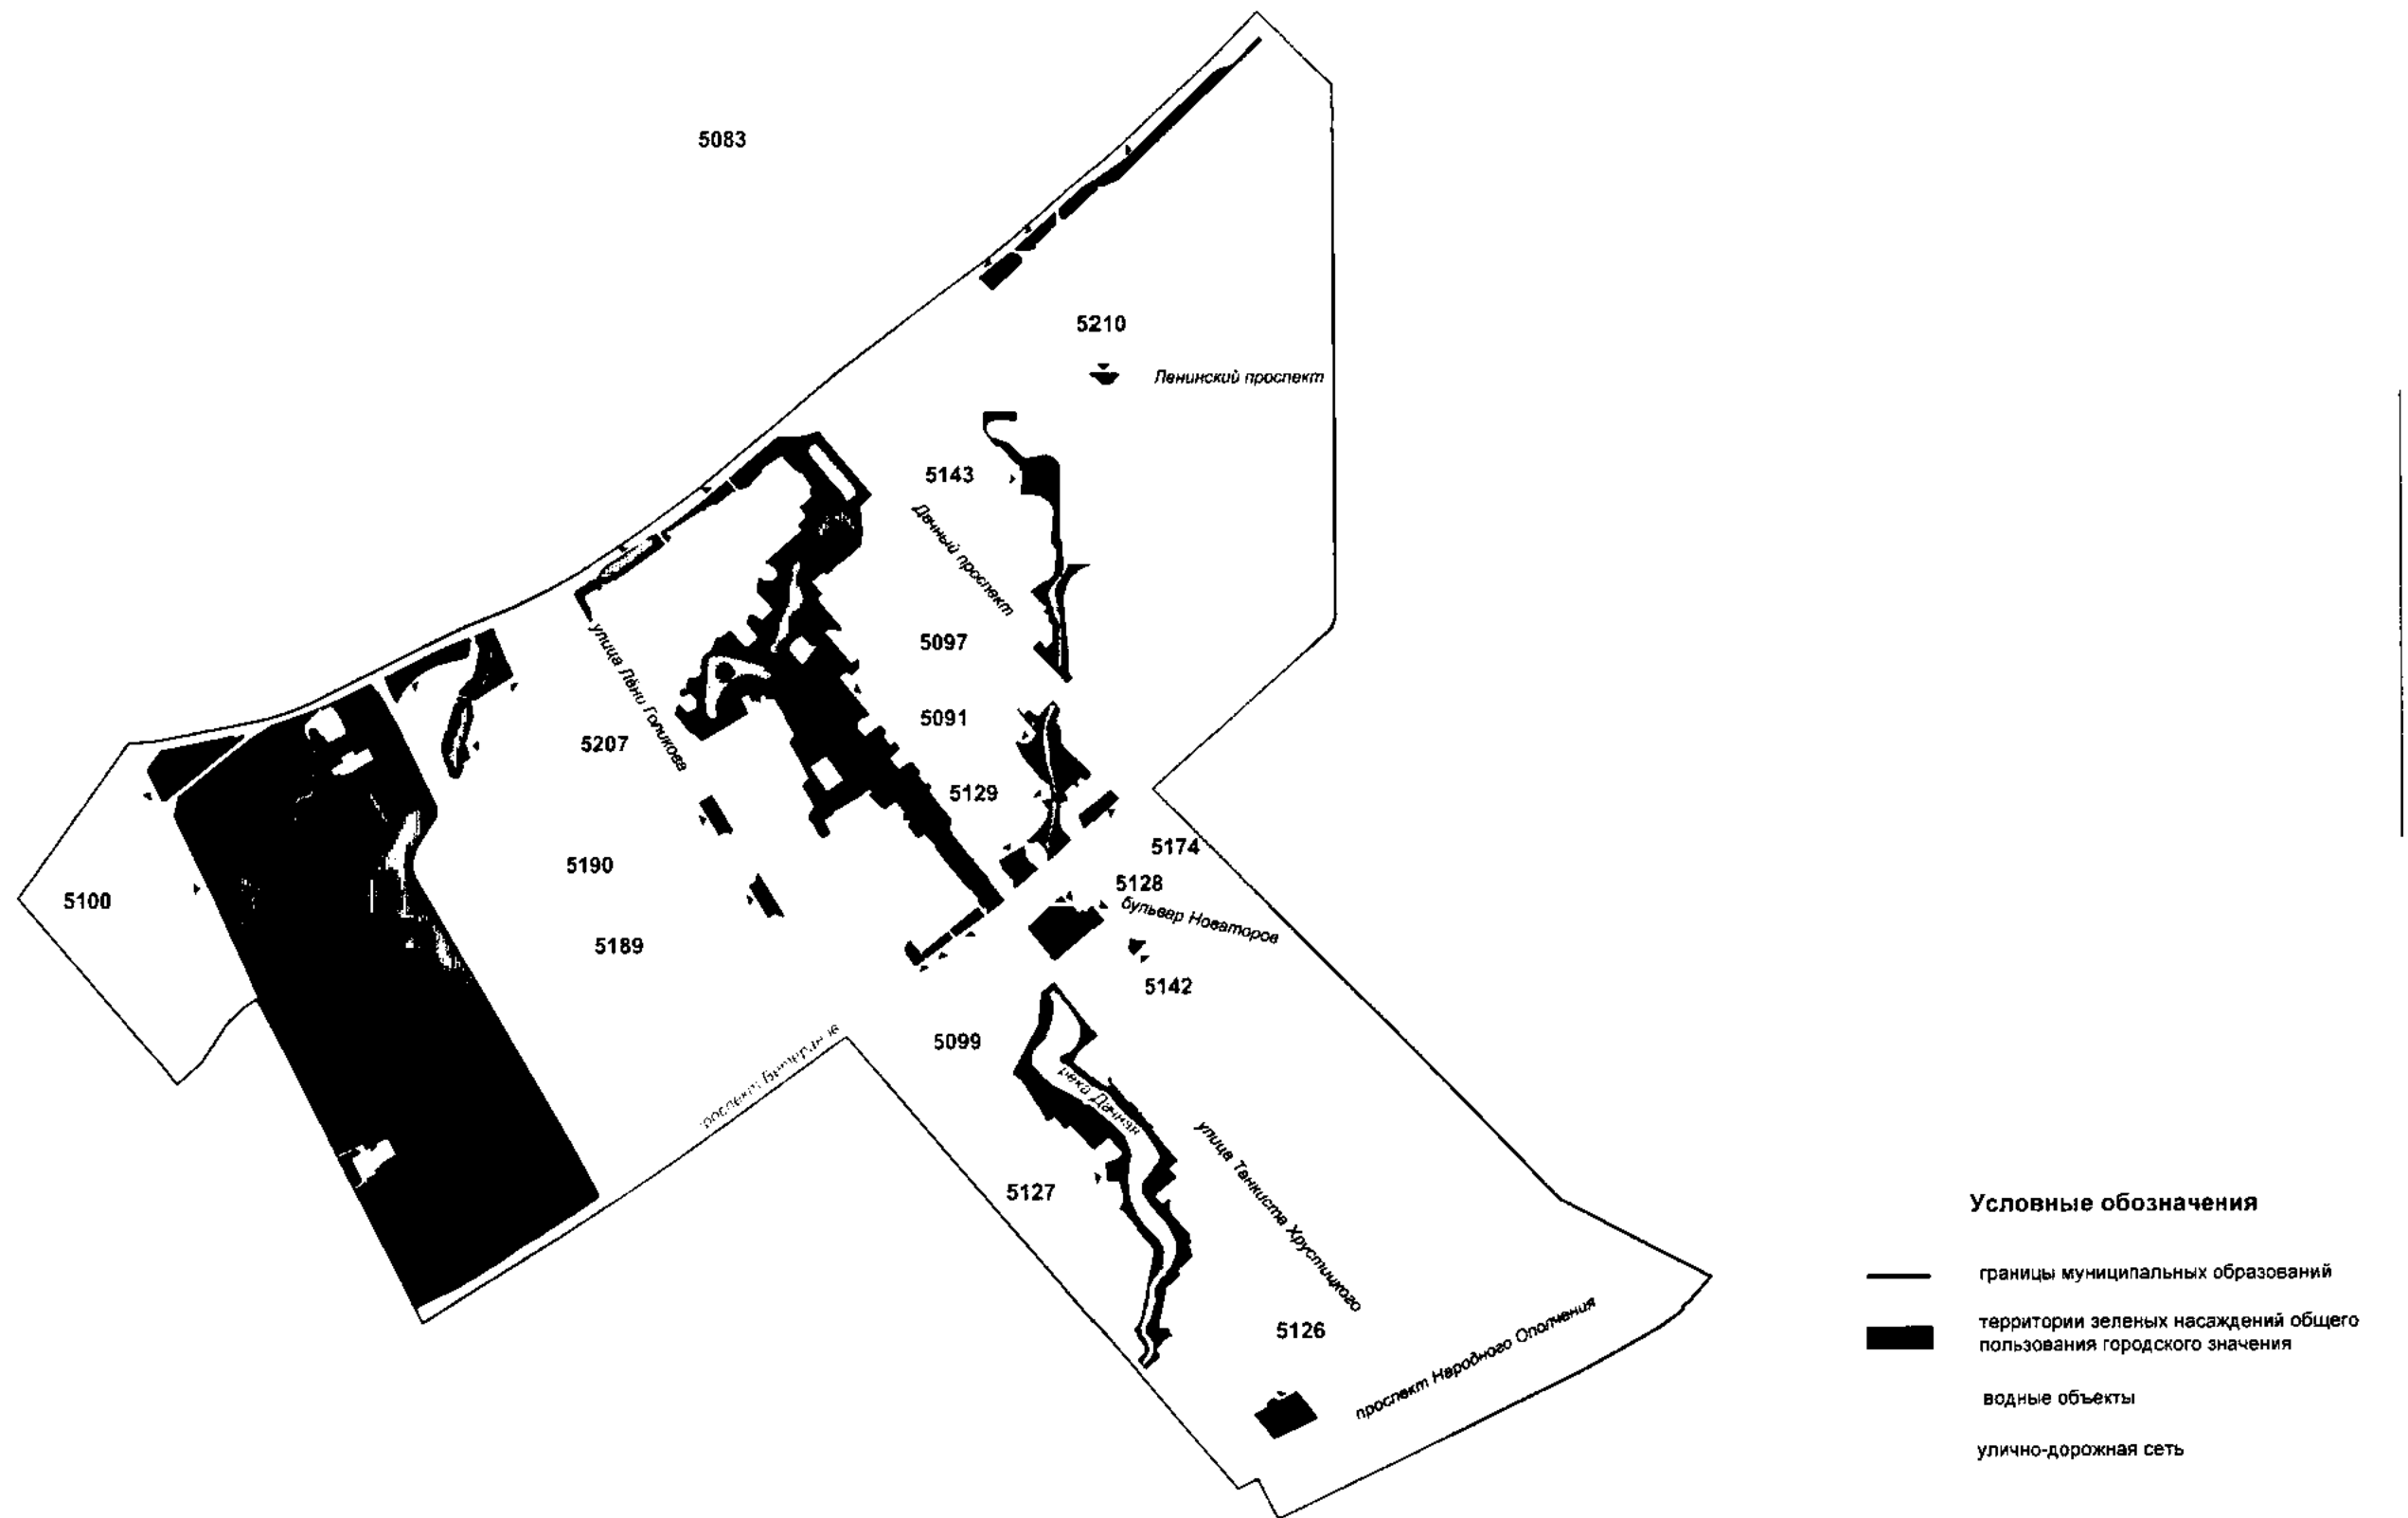 5083
5210
Ленинский проспект
5143
Дачный проспект
5097
улица Лёни Голикова
5091
5207
5129
5174
5190
5128
5100
бульвар Новаторов
5189
5142
5099
река Дачная
улица Танкиста Хрустицкого
5127
5126
проспект Народного Ополчения
Условные обозначения
границы муниципальных образований
территории зеленых насаждений общего
пользования городского значения
водные объекты
улично-дорожная сеть